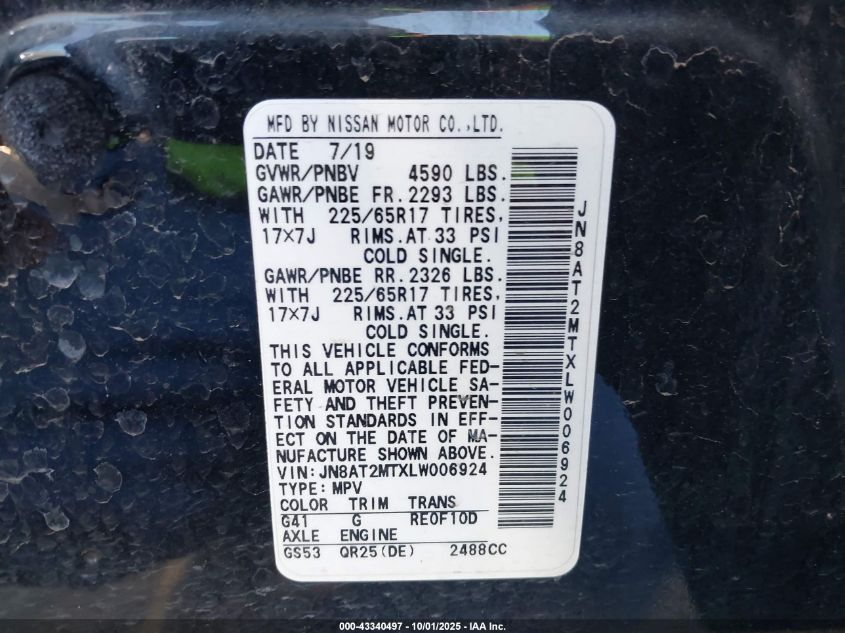 MFD BY NISSAN MOTOR CO.,LTD.
DATE 7/19
GVWR/PNBV 4590 LBS.
GAWR/PNBE FR. 2293 LBS.
WITH 225/65R17 TIRES,
17×7J RIMS.AT 33 PSI
COLD SINGLE.
GAWR/PNBE RR. 2326 LBS.
WITH 225/65R17 TIRES,
17×7J RIMS.AT 33 PSI
COLD SINGLE.
THIS VEHICLE CONFORMS
TO ALL APPLICABLE FED-
ERAL MOTOR VEHICLE SA-
FETY AND THEFT PREVEN-
TION STANDARDS IN EFF-
ECT ON THE DATE OF MA-
NUFACTURE SHOWN ABOVE.
VIN:JN8AT2MTXLW006924
TYPE:MPV
COLOR TRIM TRANS
G41 G RE0F10D
AXLE ENGINE
GS53 QR25(DE) 2488CC
JN8AT2MTXLW006924
000-43340497 - 10/01/2025 - IAA Inc.